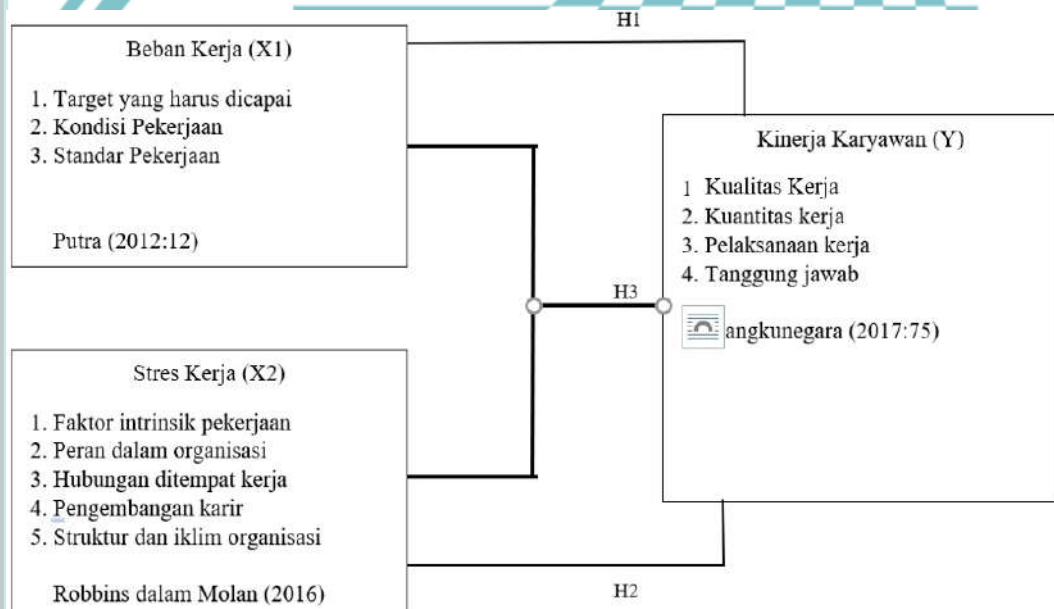 H1
Beban Kerja (X1)
1. Target yang harus dicapai
2. Kondisi Pekerjaan
3. Standar Pekerjaan
Putra (2012:12)
Kinerja Karyawan (Y)
1 Kualitas Kerja
2. Kuantitas kerja
3. Pelaksanaan kerja
4. Tanggung jawab
angkunegara (2017:75)
H3
Stres Kerja (X2)
1. Faktor intrinsik pekerjaan
2. Peran dalam organisasi
3. Hubungan ditempat kerja
4. Pengembangan karir
5. Struktur dan iklim organisasi
Robbins dalam Molan (2016)
H2